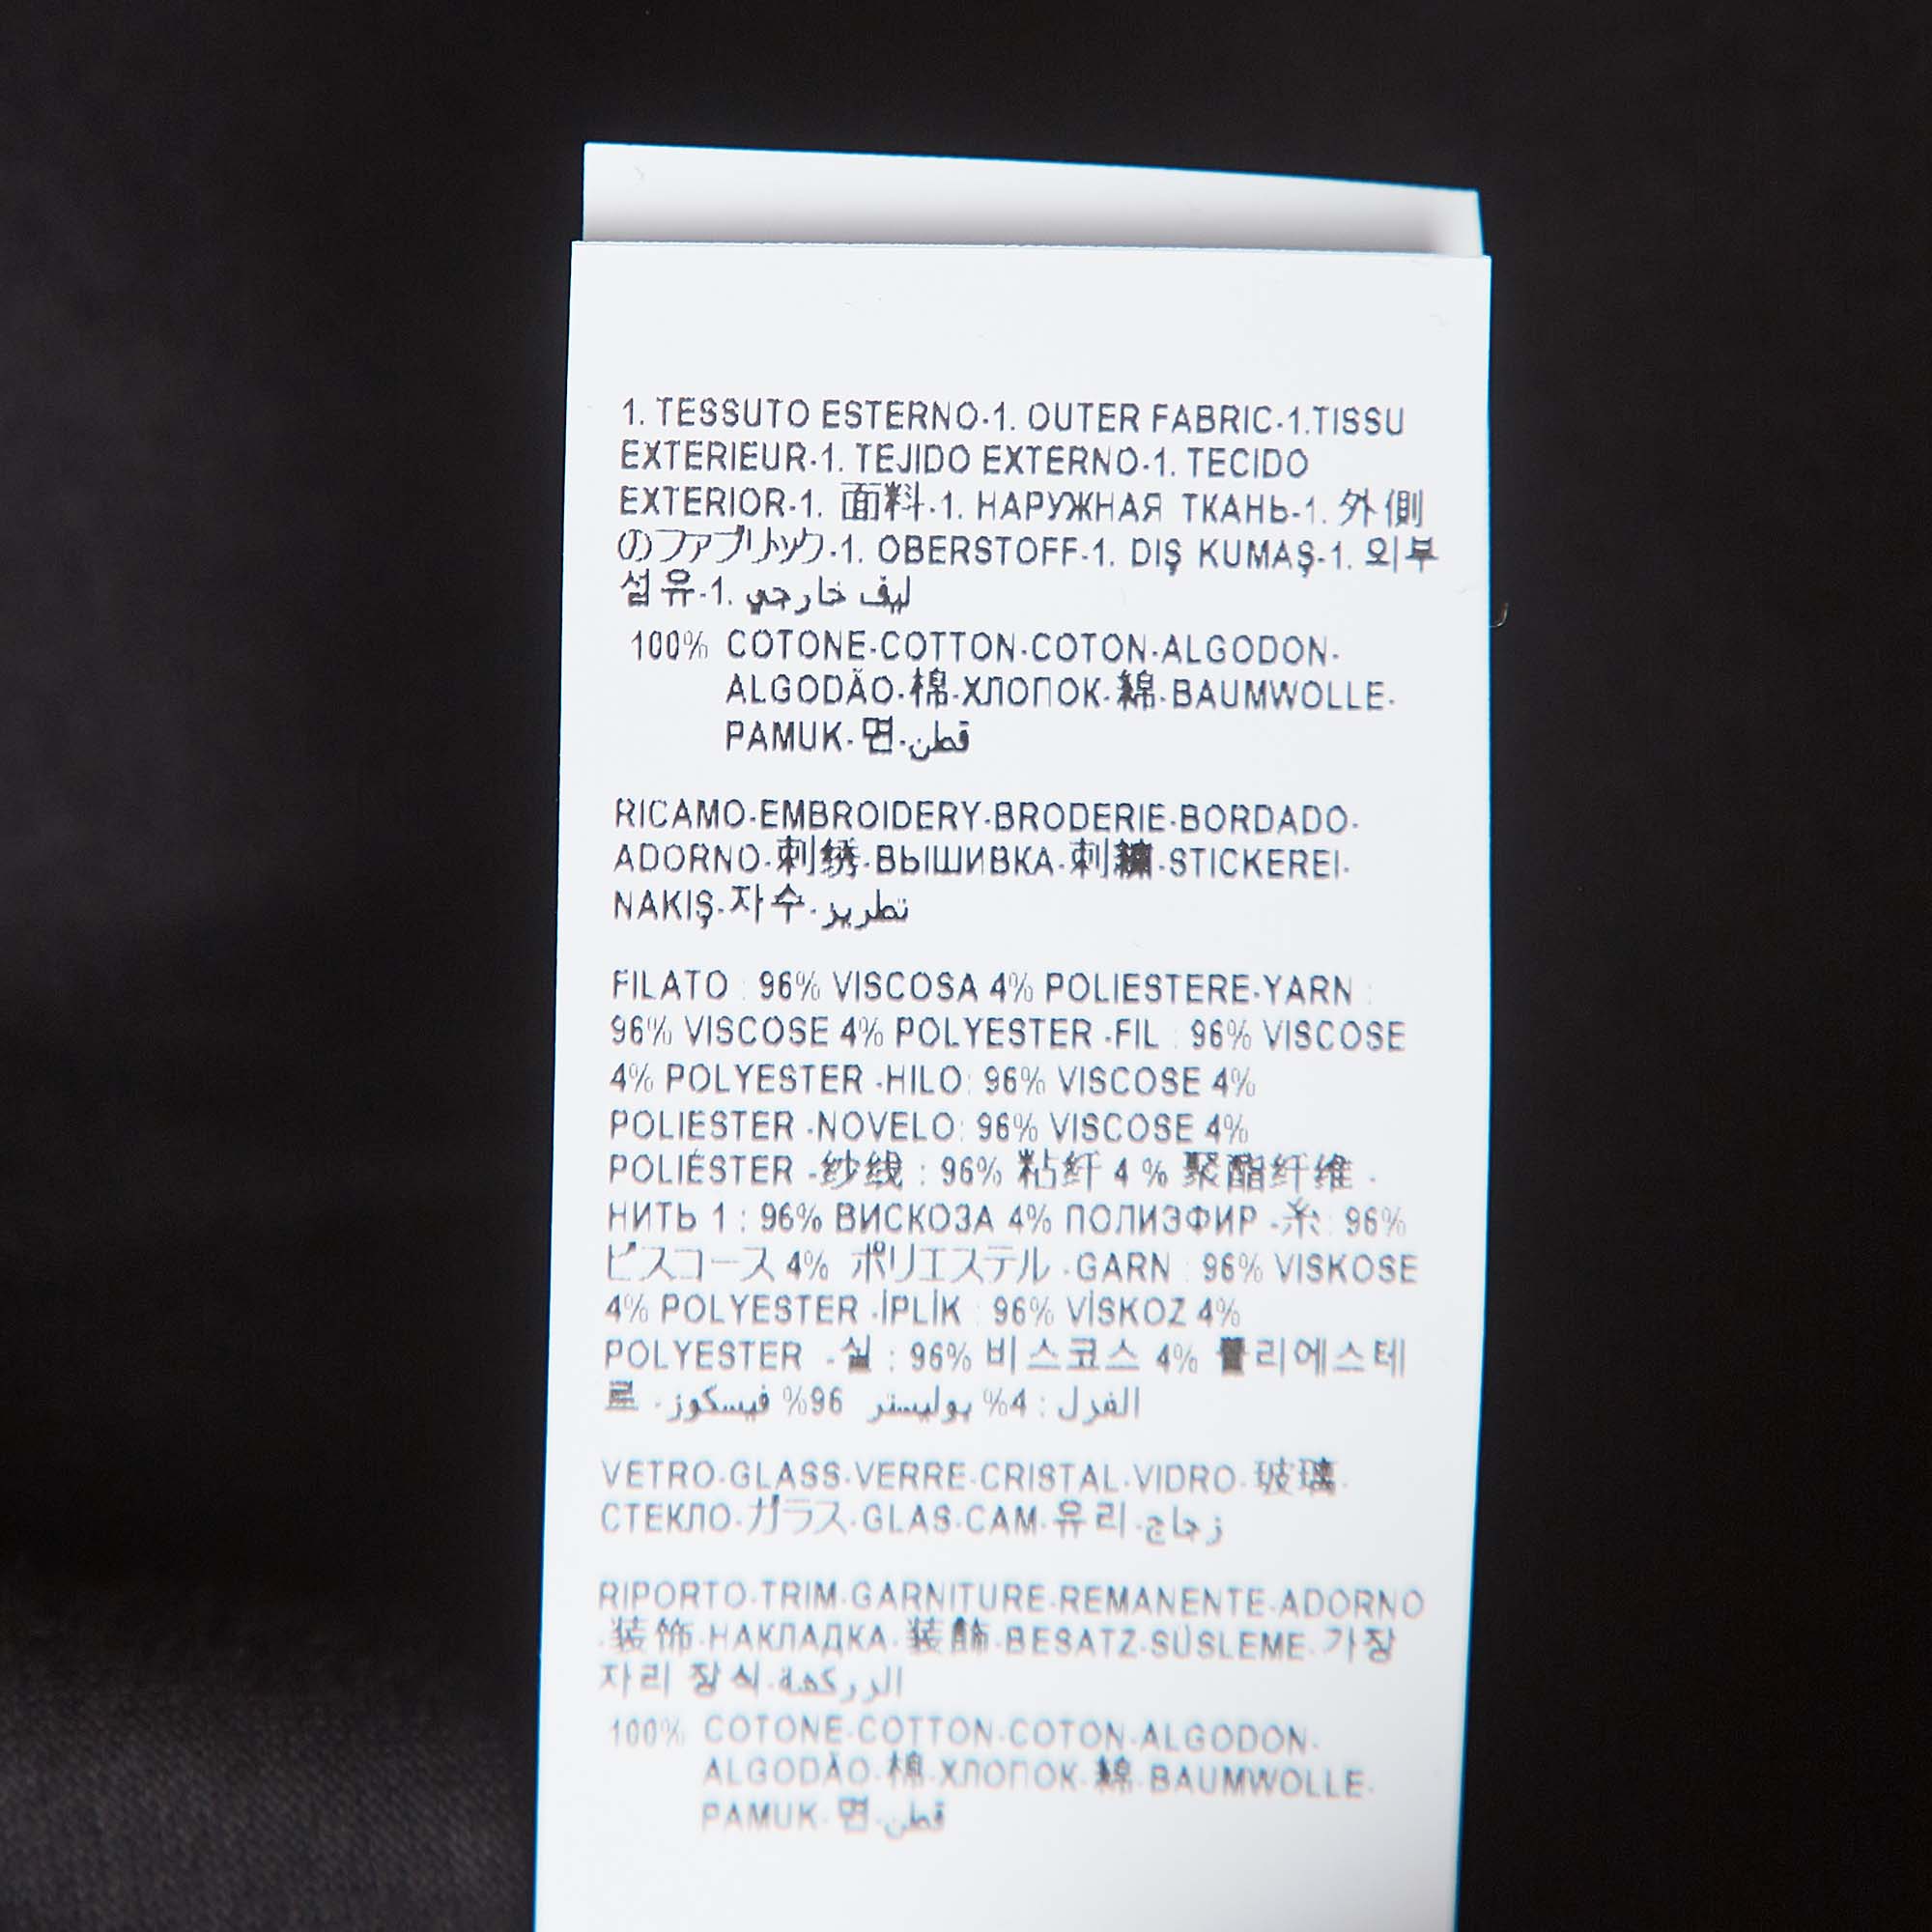 1. TESSUTO ESTERNO-1. OUTER FABRIC-1.TISSU
EXTERIEUR-1. TEJIDO EXTERNO-1. TECIDO
EXTERIOR-1. 面料-1. НАРУЖНАЯ ТКАНЬ-1. 外側
のファブリック-1. OBERSTOFF-1. DIŞ KUMAŞ-1. 외부
섬유-1. ليف خارجي
100% COTONE-COTTON-COTON-ALGODON-
ALGODÃO-棉-ХЛОПОК-綿-BAUMWOLLE-
PAMUK-면-قطن
RICAMO-EMBROIDERY-BRODERIE-BORDADO-
ADORNO-刺绣-ВЫШИВКА-刺繍-STICKEREI-
NAKIŞ-자수-تطريز
FILATO : 96% VISCOSA 4% POLIESTERE-YARN :
96% VISCOSE 4% POLYESTER -FIL : 96% VISCOSE
4% POLYESTER -HILO: 96% VISCOSE 4%
POLIÉSTER -NOVELO: 96% VISCOSE 4%
POLIÉSTER -纱线 : 96% 粘纤 4 % 聚酯纤维 -
НИТЬ 1 : 96% ВИСКОЗА 4% ПОЛИЭФИР -糸: 96%
ビスコース 4% ポリエステル -GARN : 96% VISKOSE
4% POLYESTER -İPLİK : 96% VİSKOZ 4%
POLYESTER -실 : 96% 비스코스 4% 폴리에스테
르 - الغزل : 4% بوليستر 96% فيسكوز
VETRO-GLASS-VERRE-CRISTAL-VIDRO-玻璃-
СТЕКЛО-ガラス-GLAS-CAM-유리-زجاج
RIPORTO-TRIM-GARNITURE-REMANENTE-ADORNO
-装饰-НАКЛАДКА-装飾-BESATZ-SÜSLEME-가장
자리 장식-الزركهة
100% COTONE-COTTON-COTON-ALGODON-
ALGODÃO-棉-ХЛОПОК-綿-BAUMWOLLE-
PAMUK-면-قطن